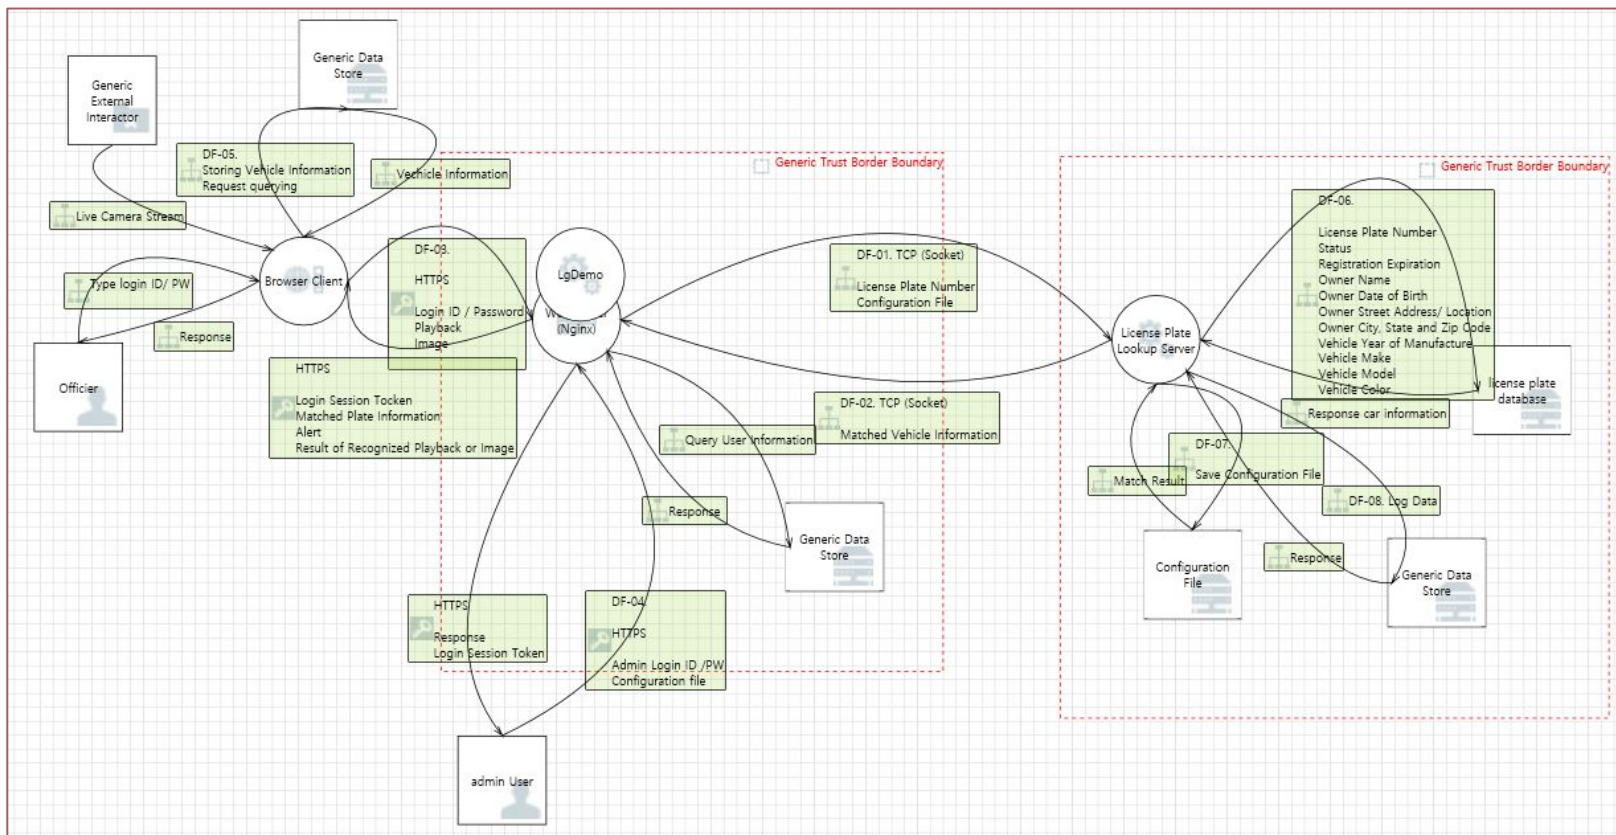 Generic External Interactor
Generic Data
Store
DF-05.
Storing Vehicle Information
Request querying
Vechicle Information
Live Camera Stream
Browser Client
Type login ID/ PW
Response
Officier
Generic Trust Border Boundary
DF-03.
HTTPS
Login ID / Password
Playback
Image
HTTPS
Login Session Tocken
Matched Plate Information
Alert
Result of Recognized Playback or Image
LgDemo
(Nginx)
DF-01. TCP (Socket)
License Plate Number
Configuration File
DF-02. TCP (Socket)
Matched Vehicle Information
Query User Information
Response
Generic Data
Store
HTTPS
Response
Login Session Token
DF-04.
HTTPS
Admin Login ID /PW
Configuration file
admin User
Generic Trust Border Boundary
DF-06.
License Plate Number
Status
Registration Expiration
Owner Name
Owner Date of Birth
Owner Street Address/ Location
Owner City, State and Zip Code
Vehicle Year of Manufacture
Vehicle Make
Vehicle Model
Vehicle Color
License Plate
Lookup Server
license plate
database
Response car information
DF-07.
Save Configuration File
Match Result
DF-08. Log Data
Response
Configuration
File
Generic Data
Store